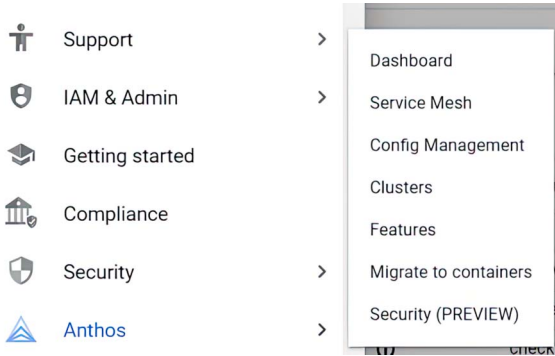 Support
IAM & Admin
Getting started
Compliance
Security
Anthos
Dashboard
Service Mesh
Config Management
Clusters
Features
Migrate to containers
Security (PREVIEW)